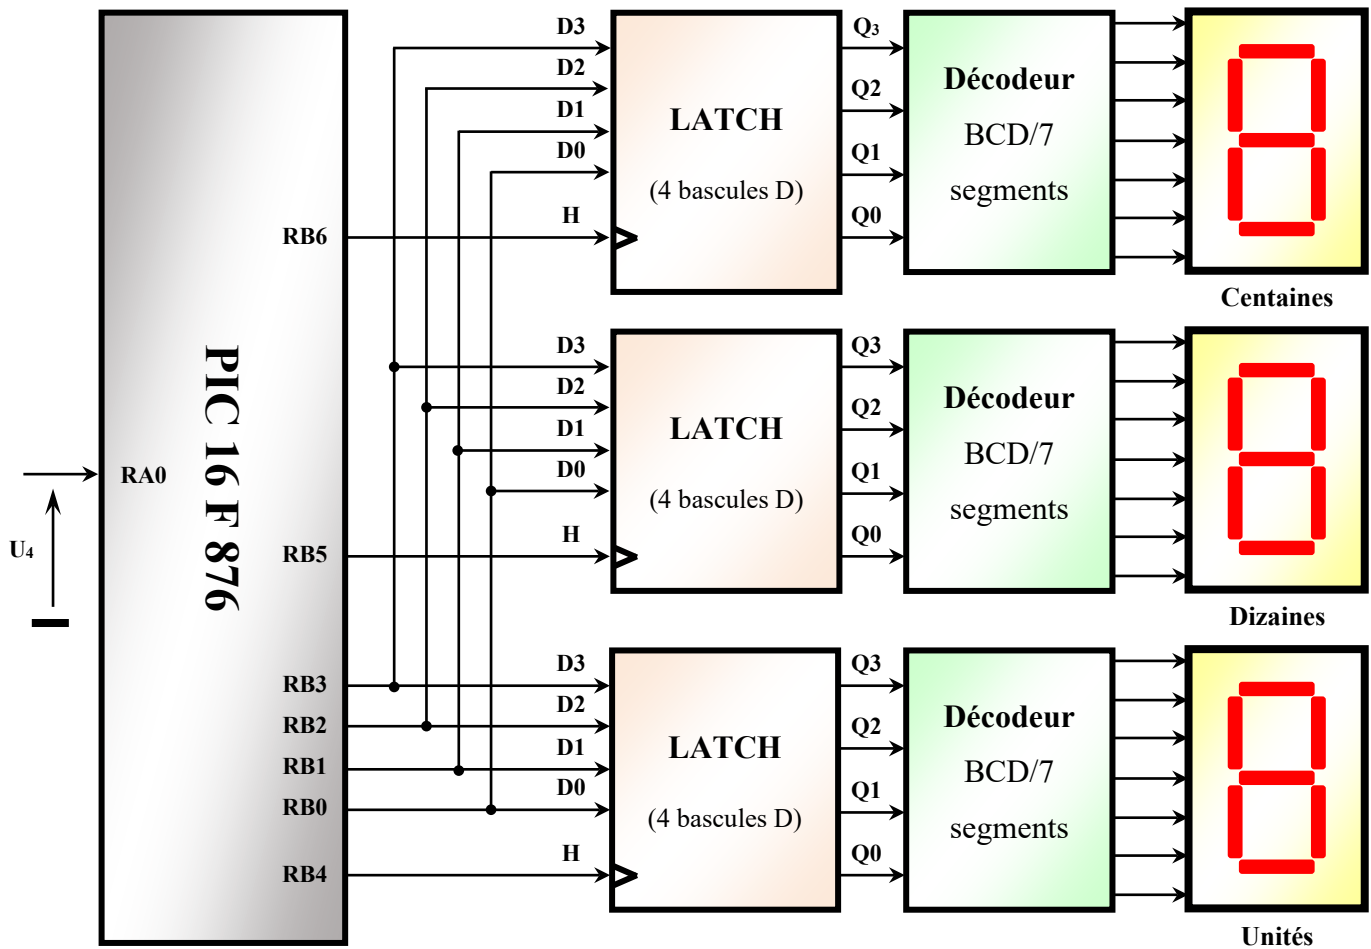 PIC 16 F 876
U4
RA0
RB6
RB5
RB3
RB2
RB1
RB0
RB4
D3
D2
D1
D0
H
LATCH
(4 bascules D)
Q3
Q2
Q1
Q0
Décodeur
BCD/7
segments
Centaines
D3
D2
D1
D0
H
LATCH
(4 bascules D)
Q3
Q2
Q1
Q0
Décodeur
BCD/7
segments
Dizaines
D3
D2
D1
D0
H
LATCH
(4 bascules D)
Q3
Q2
Q1
Q0
Décodeur
BCD/7
segments
Unités